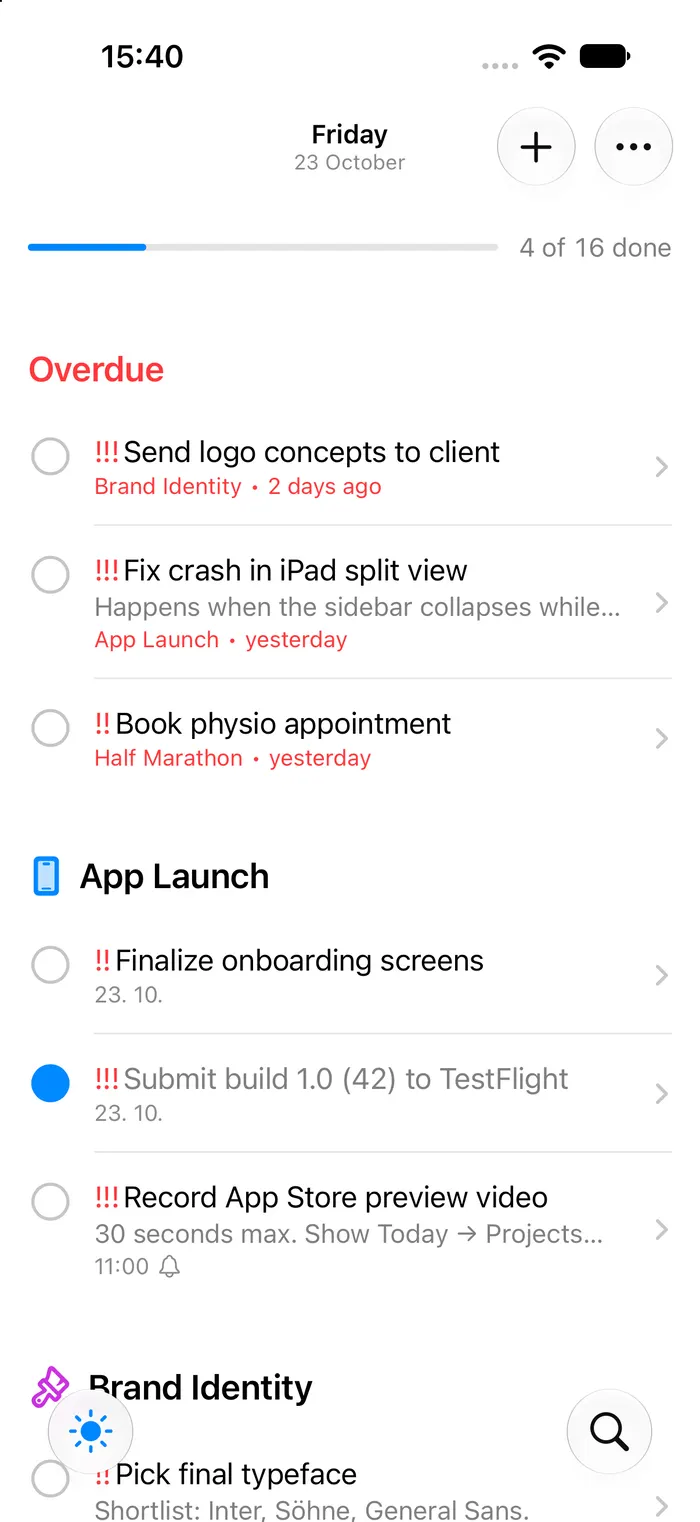 15:40
Friday
23 October
4 of 16 done
Overdue
!!! Send logo concepts to client
Brand Identity • 2 days ago
!!! Fix crash in iPad split view
Happens when the sidebar collapses while...
App Launch • yesterday
!! Book physio appointment
Half Marathon • yesterday
App Launch
!! Finalize onboarding screens
23. 10.
!!! Submit build 1.0 (42) to TestFlight
23. 10.
!!! Record App Store preview video
30 seconds max. Show Today → Projects...
11:00
Brand Identity
!! Pick final typeface
Shortlist: Inter, Söhne, General Sans.